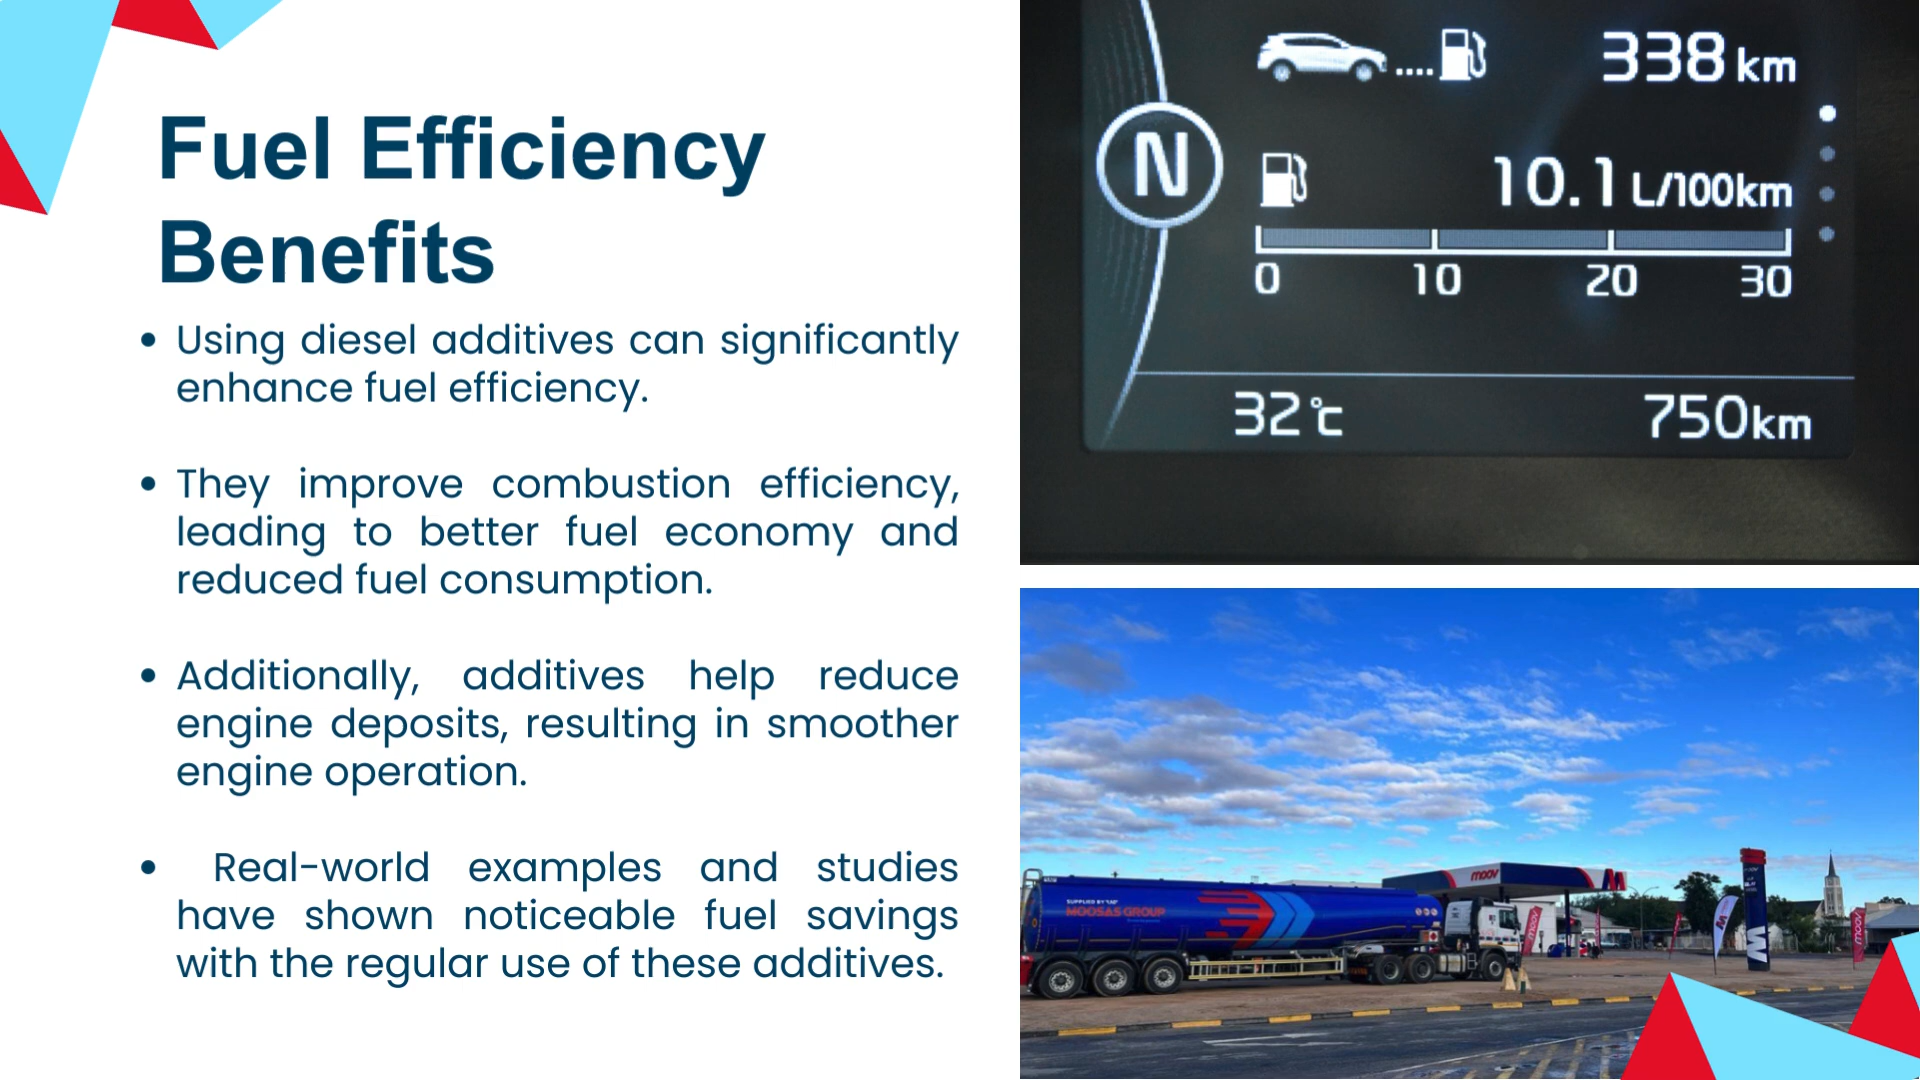 Fuel Efficiency
Benefits
• Using diesel additives can significantly
enhance fuel efficiency.
• They improve combustion efficiency,
leading to better fuel economy and
reduced fuel consumption.
• Additionally, additives help reduce
engine deposits, resulting in smoother
engine operation.
• Real-world examples and studies
have shown noticeable fuel savings
with the regular use of these additives.
338 km
N
10.1 L/100km
0 10 20 30
32°C
750km
moov
MOOSAS GROUP
moov
moov